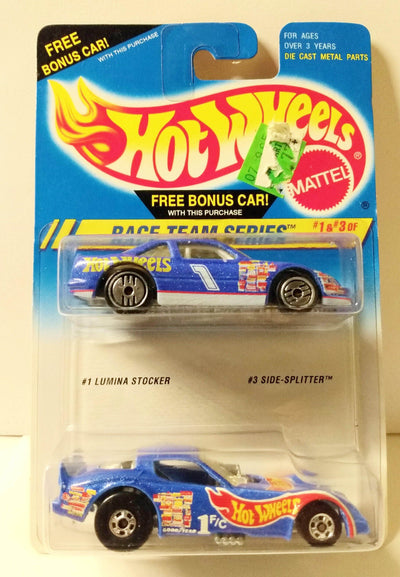 FREE
BONUS CAR!
WITH THIS PURCHASE
FOR AGES
OVER 3 YEARS
DIE CAST METAL PARTS
HOT WHEELS
®
MATTEL
®
FREE BONUS CAR!
WITH THIS PURCHASE
RACE TEAM SERIES™
#1 & #3 OF
HOT WHEELS
1
#1 LUMINA STOCKER
#3 SIDE-SPLITTER™
GOODYEAR
1 F/C
HOT WHEELS